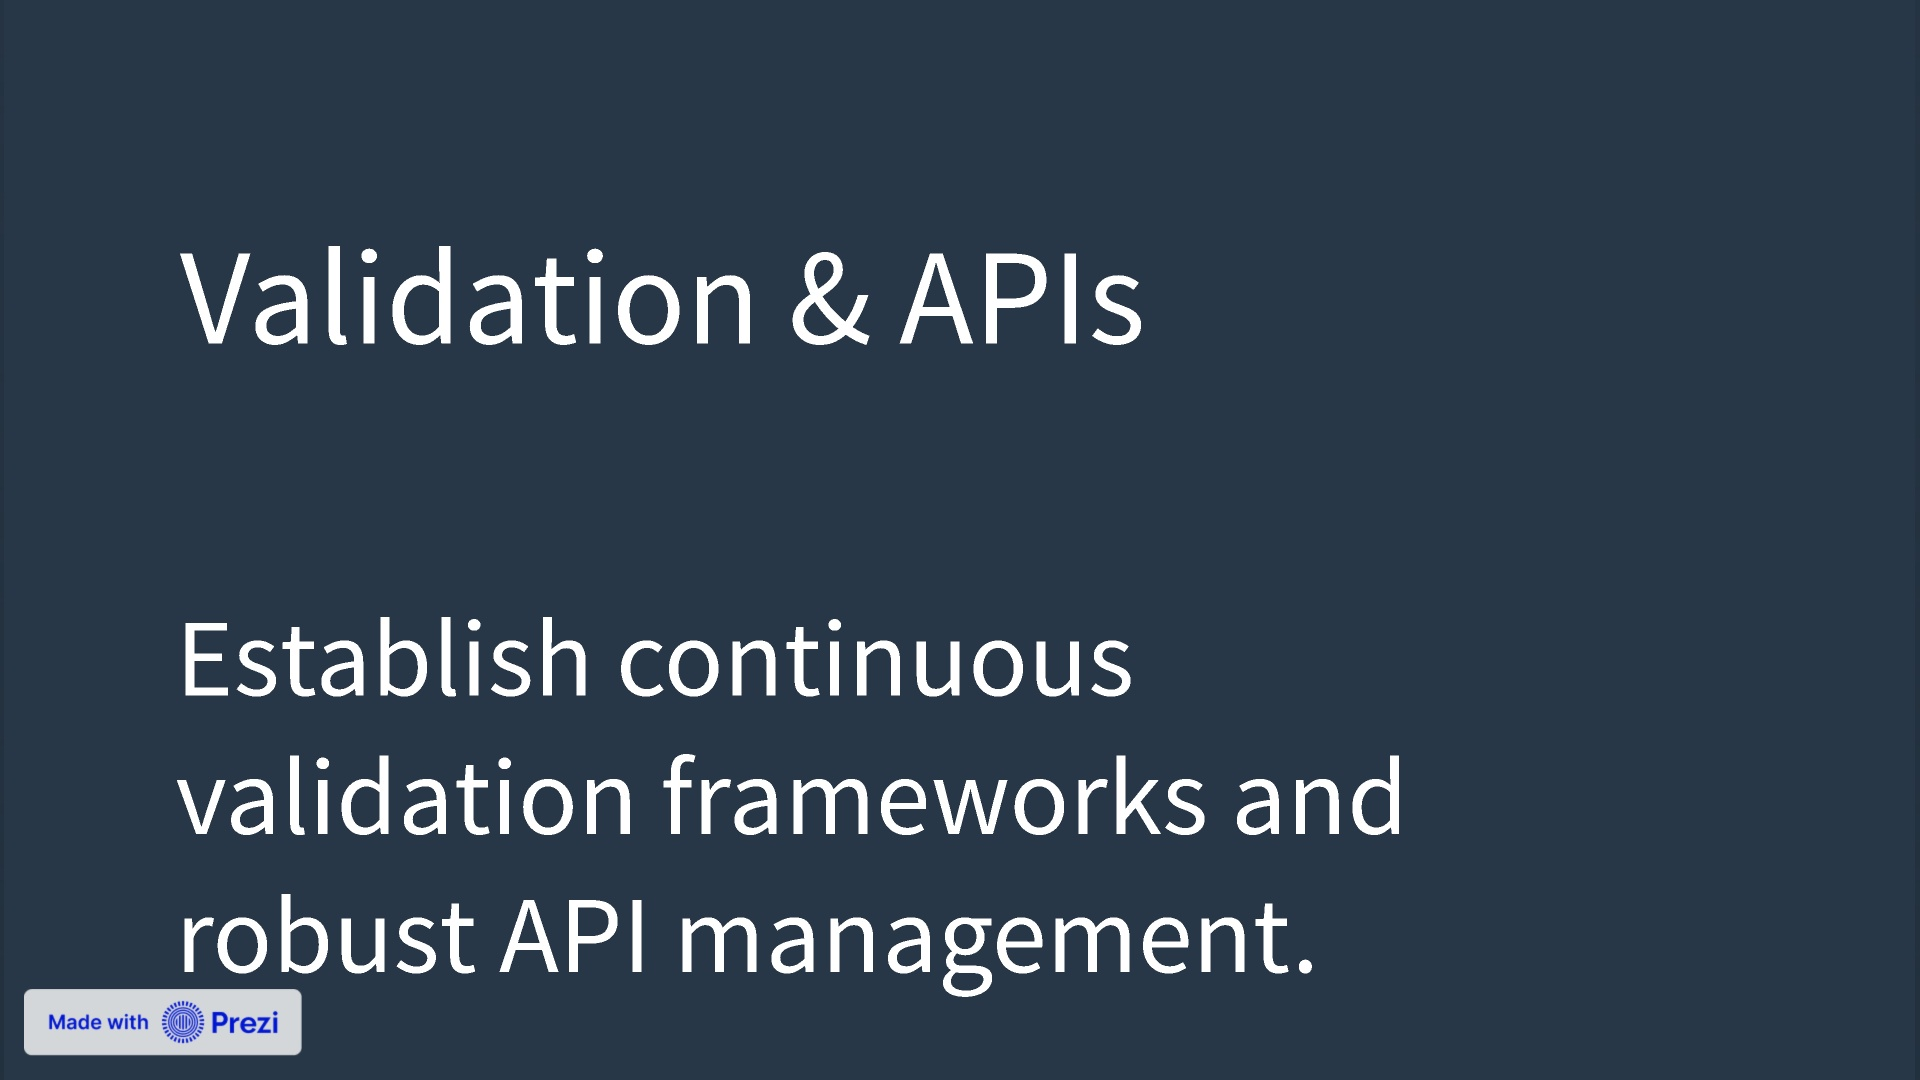 Validation & APIs
Establish continuous
validation frameworks and
robust API management.
Made with Prezi